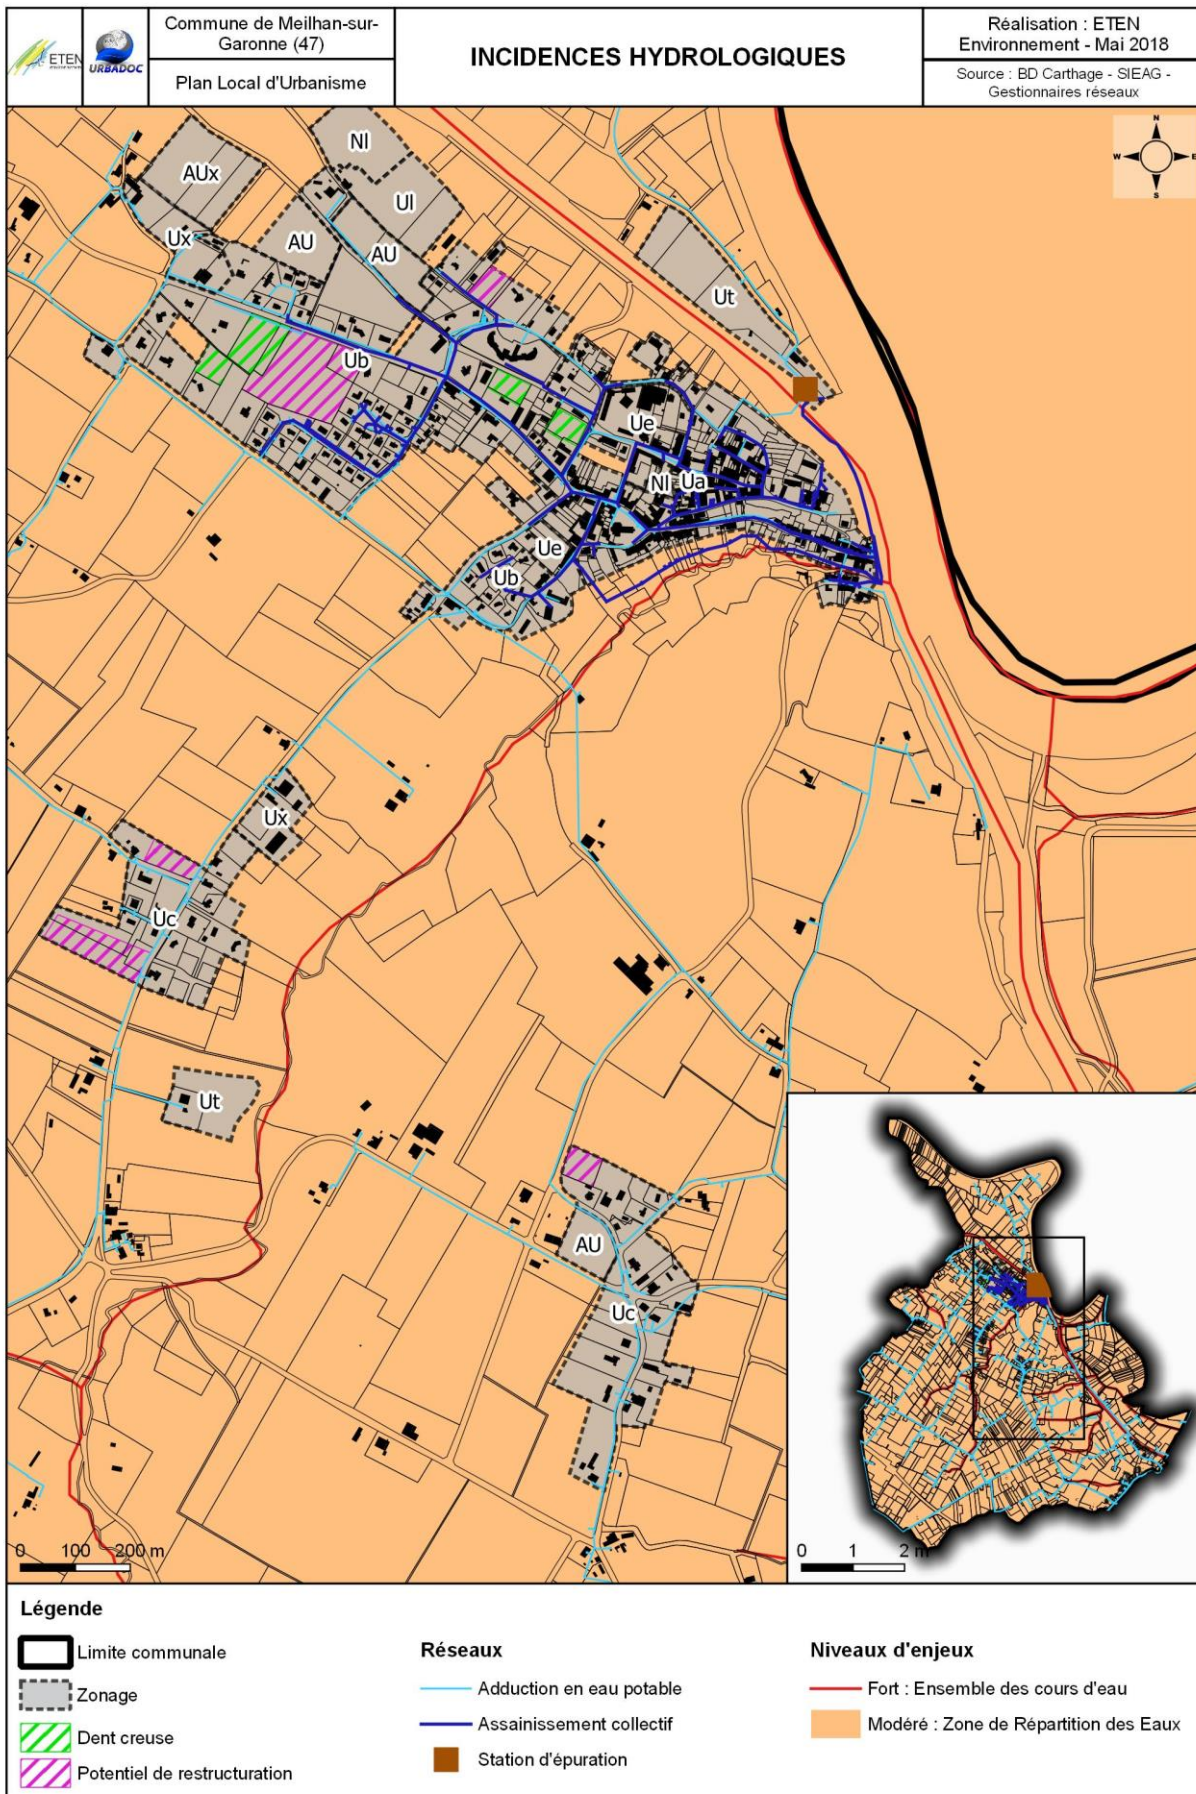 ETEN
URBADOC
Commune de Meilhan-sur-
Garonne (47)
Plan Local d'Urbanisme
INCIDENCES HYDROLOGIQUES
Réalisation : ETEN
Environnement - Mai 2018
Source : BD Carthage - SIEAG -
Gestionnaires réseaux
N
W
E
S
Nl
AUx
Ul
Ux
AU
AU
Ut
Ub
Ue
Nl
Ua
Ue
Ub
Ux
Uc
Ut
AU
Uc
0 100 200 m
0 1 2 m
Légende
Limite communale
Zonage
Dent creuse
Potentiel de restructuration
Réseaux
Adduction en eau potable
Assainissement collectif
Station d'épuration
Niveaux d'enjeux
Fort : Ensemble des cours d'eau
Modéré : Zone de Répartition des Eaux